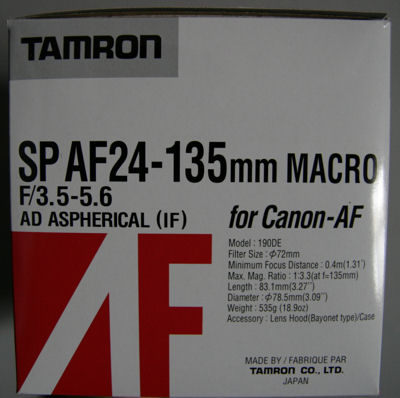 TAMRON
SP AF24-135mm MACRO
F/3.5-5.6
AD ASPHERICAL (IF)
for Canon-AF
Model : 190DE
Filter Size : Φ72mm
Minimum Focus Distance : 0.4m(1.31´)
Max. Mag. Ratio : 1:3.3(at f=135mm)
Length : 83.1mm(3.27˝)
Diameter : Φ78.5mm(3.09˝)
Weight : 535g (18.9oz)
Accessory : Lens Hood(Bayonet type)/Case
AF
MADE BY / FABRIQUE PAR
TAMRON CO., LTD.
JAPAN